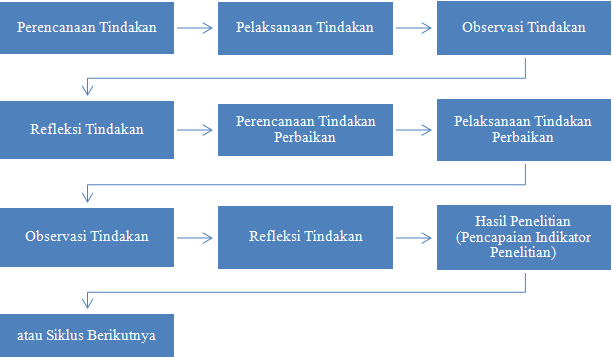 Perencanaan Tindakan
Pelaksanaan Tindakan
Observasi Tindakan
Refleksi Tindakan
Perencanaan Tindakan
Perbaikan
Pelaksanaan Tindakan
Perbaikan
Observasi Tindakan
Refleksi Tindakan
Hasil Penelitian
(Pencapaian Indikator
Penelitian)
atau Siklus Berikutnya